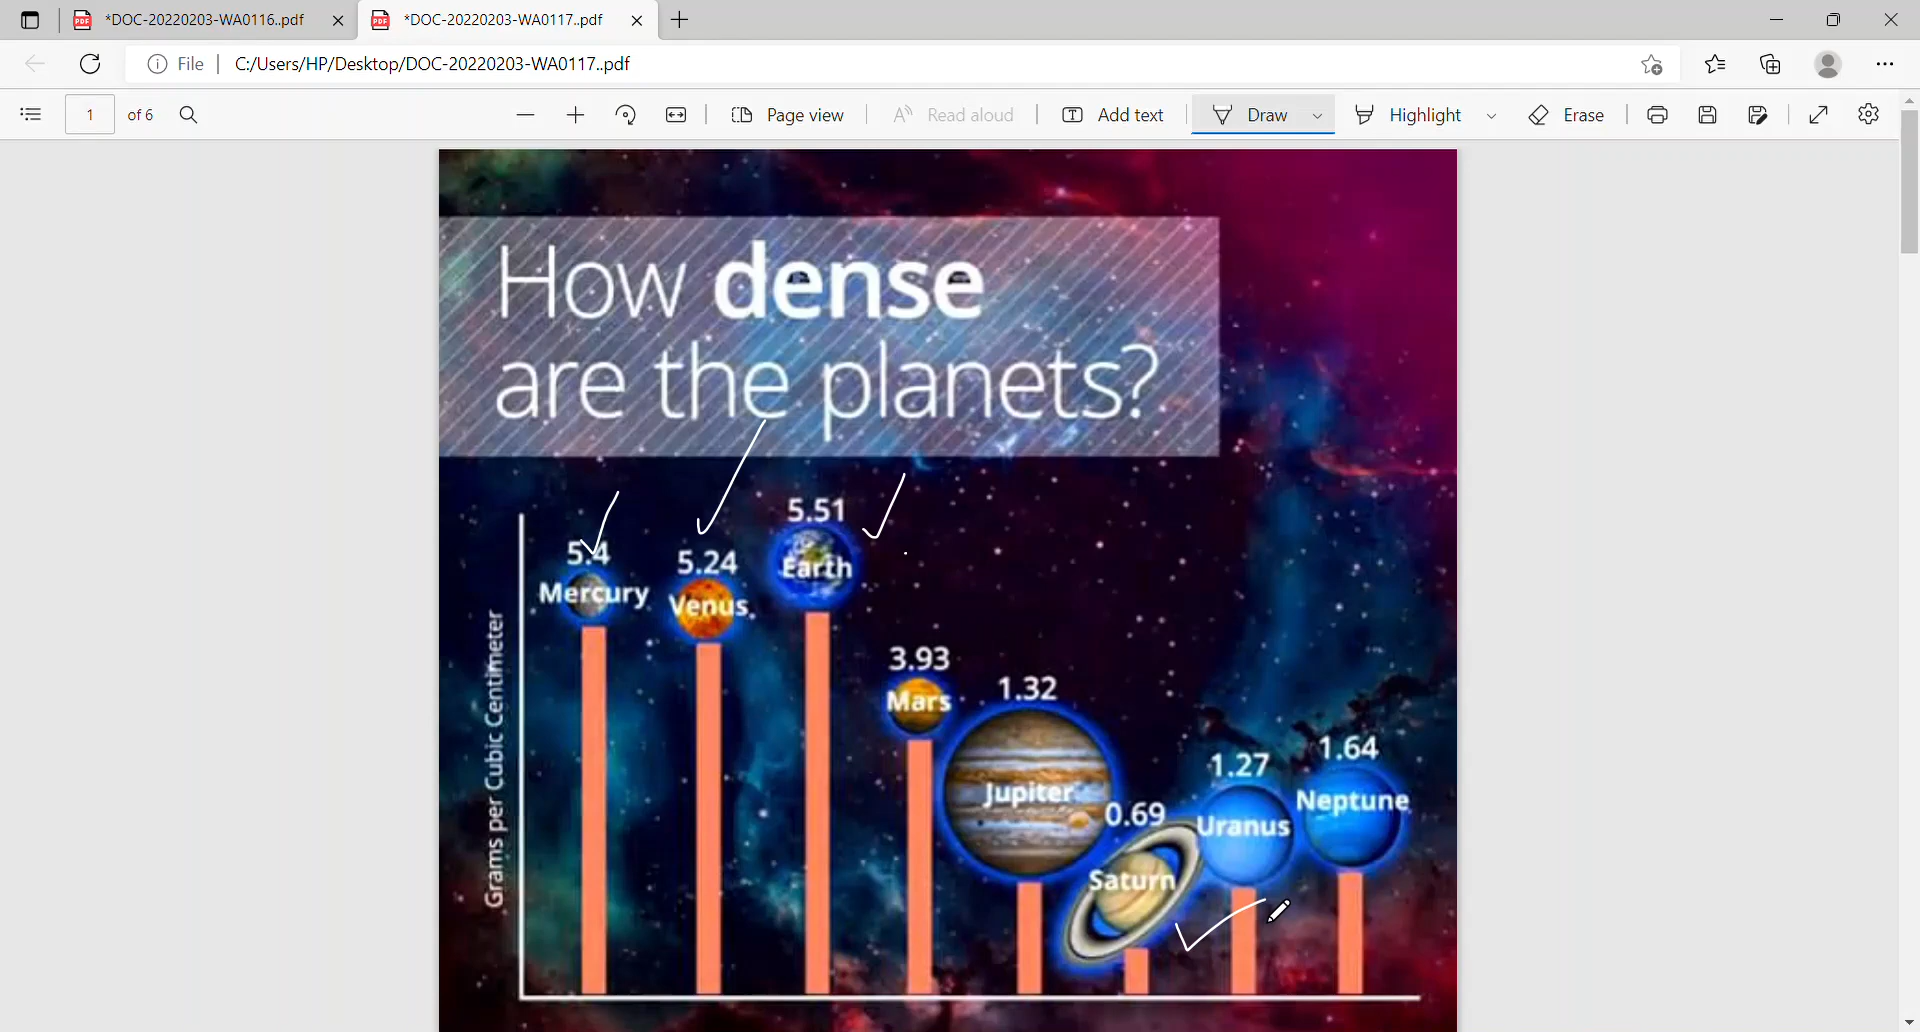 *DOC-20220203-WA0116..pdf
*DOC-20220203-WA0117..pdf
File
C:/Users/HP/Desktop/DOC-20220203-WA0117..pdf
1 of 6
Page view
Read aloud
Add text
Draw
Highlight
Erase
How dense
are the planets?
Grams per Cubic Centimeter
5.4
Mercury
5.24
Venus
5.51
Earth
3.93
Mars
1.32
Jupiter
0.69
Saturn
1.27
Uranus
1.64
Neptune